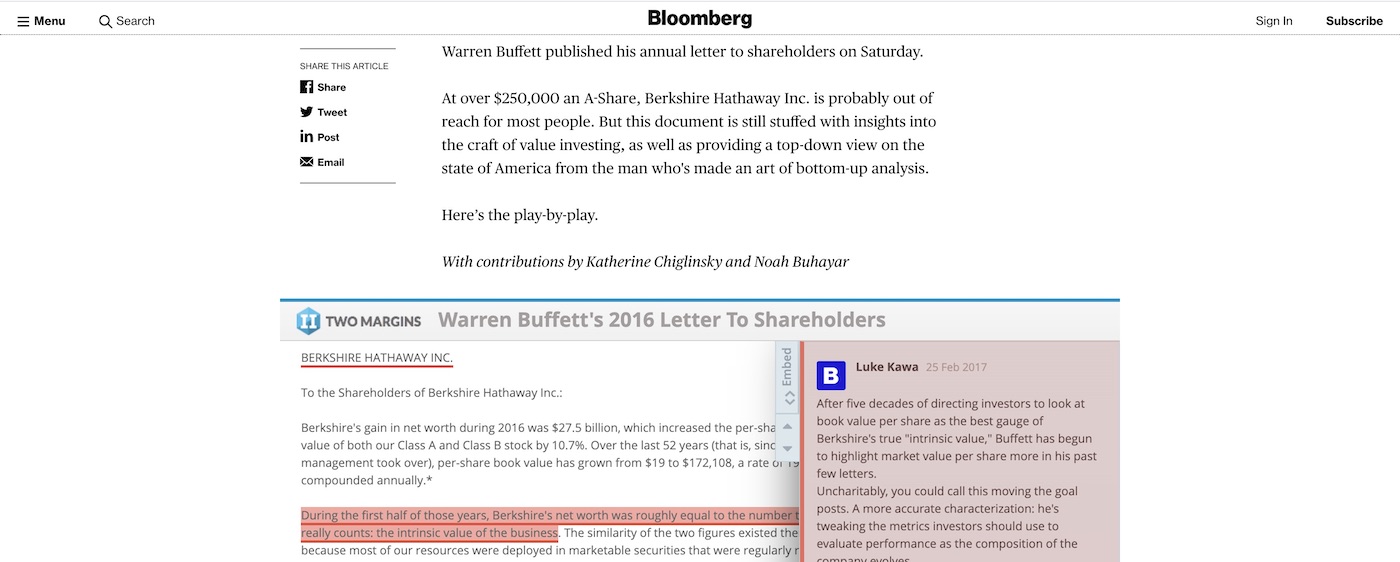 Menu
Search
Bloomberg
Sign In
Subscribe
SHARE THIS ARTICLE
Share
Tweet
Post
Email
Warren Buffett published his annual letter to shareholders on Saturday.
At over $250,000 an A-Share, Berkshire Hathaway Inc. is probably out of
reach for most people. But this document is still stuffed with insights into
the craft of value investing, as well as providing a top-down view on the
state of America from the man who's made an art of bottom-up analysis.
Here's the play-by-play.
With contributions by Katherine Chiglinsky and Noah Buhayar
TWO MARGINS
Warren Buffett's 2016 Letter To Shareholders
BERKSHIRE HATHAWAY INC.
To the Shareholders of Berkshire Hathaway Inc.:
Berkshire's gain in net worth during 2016 was $27.5 billion, which increased the
value of both our Class A and Class B stock by 10.7%. Over the last 52 years (that is,
management took over), per-share book value has grown from $19 to $172,108, a rate of
compounded annually.*
During the first half of those years, Berkshire's net worth was roughly equal to the number
really counts: the intrinsic value of the business. The similarity of the two figures existed the
because most of our resources were deployed in marketable securities that were regularly
Embed
B
Luke Kawa 25 Feb 2017
After five decades of directing investors to look at
book value per share as the best gauge of
Berkshire's true "intrinsic value," Buffett has begun
to highlight market value per share more in his past
few letters.
Uncharitably, you could call this moving the goal
posts. A more accurate characterization: he's
tweaking the metrics investors should use to
evaluate performance as the composition of the
company evolves